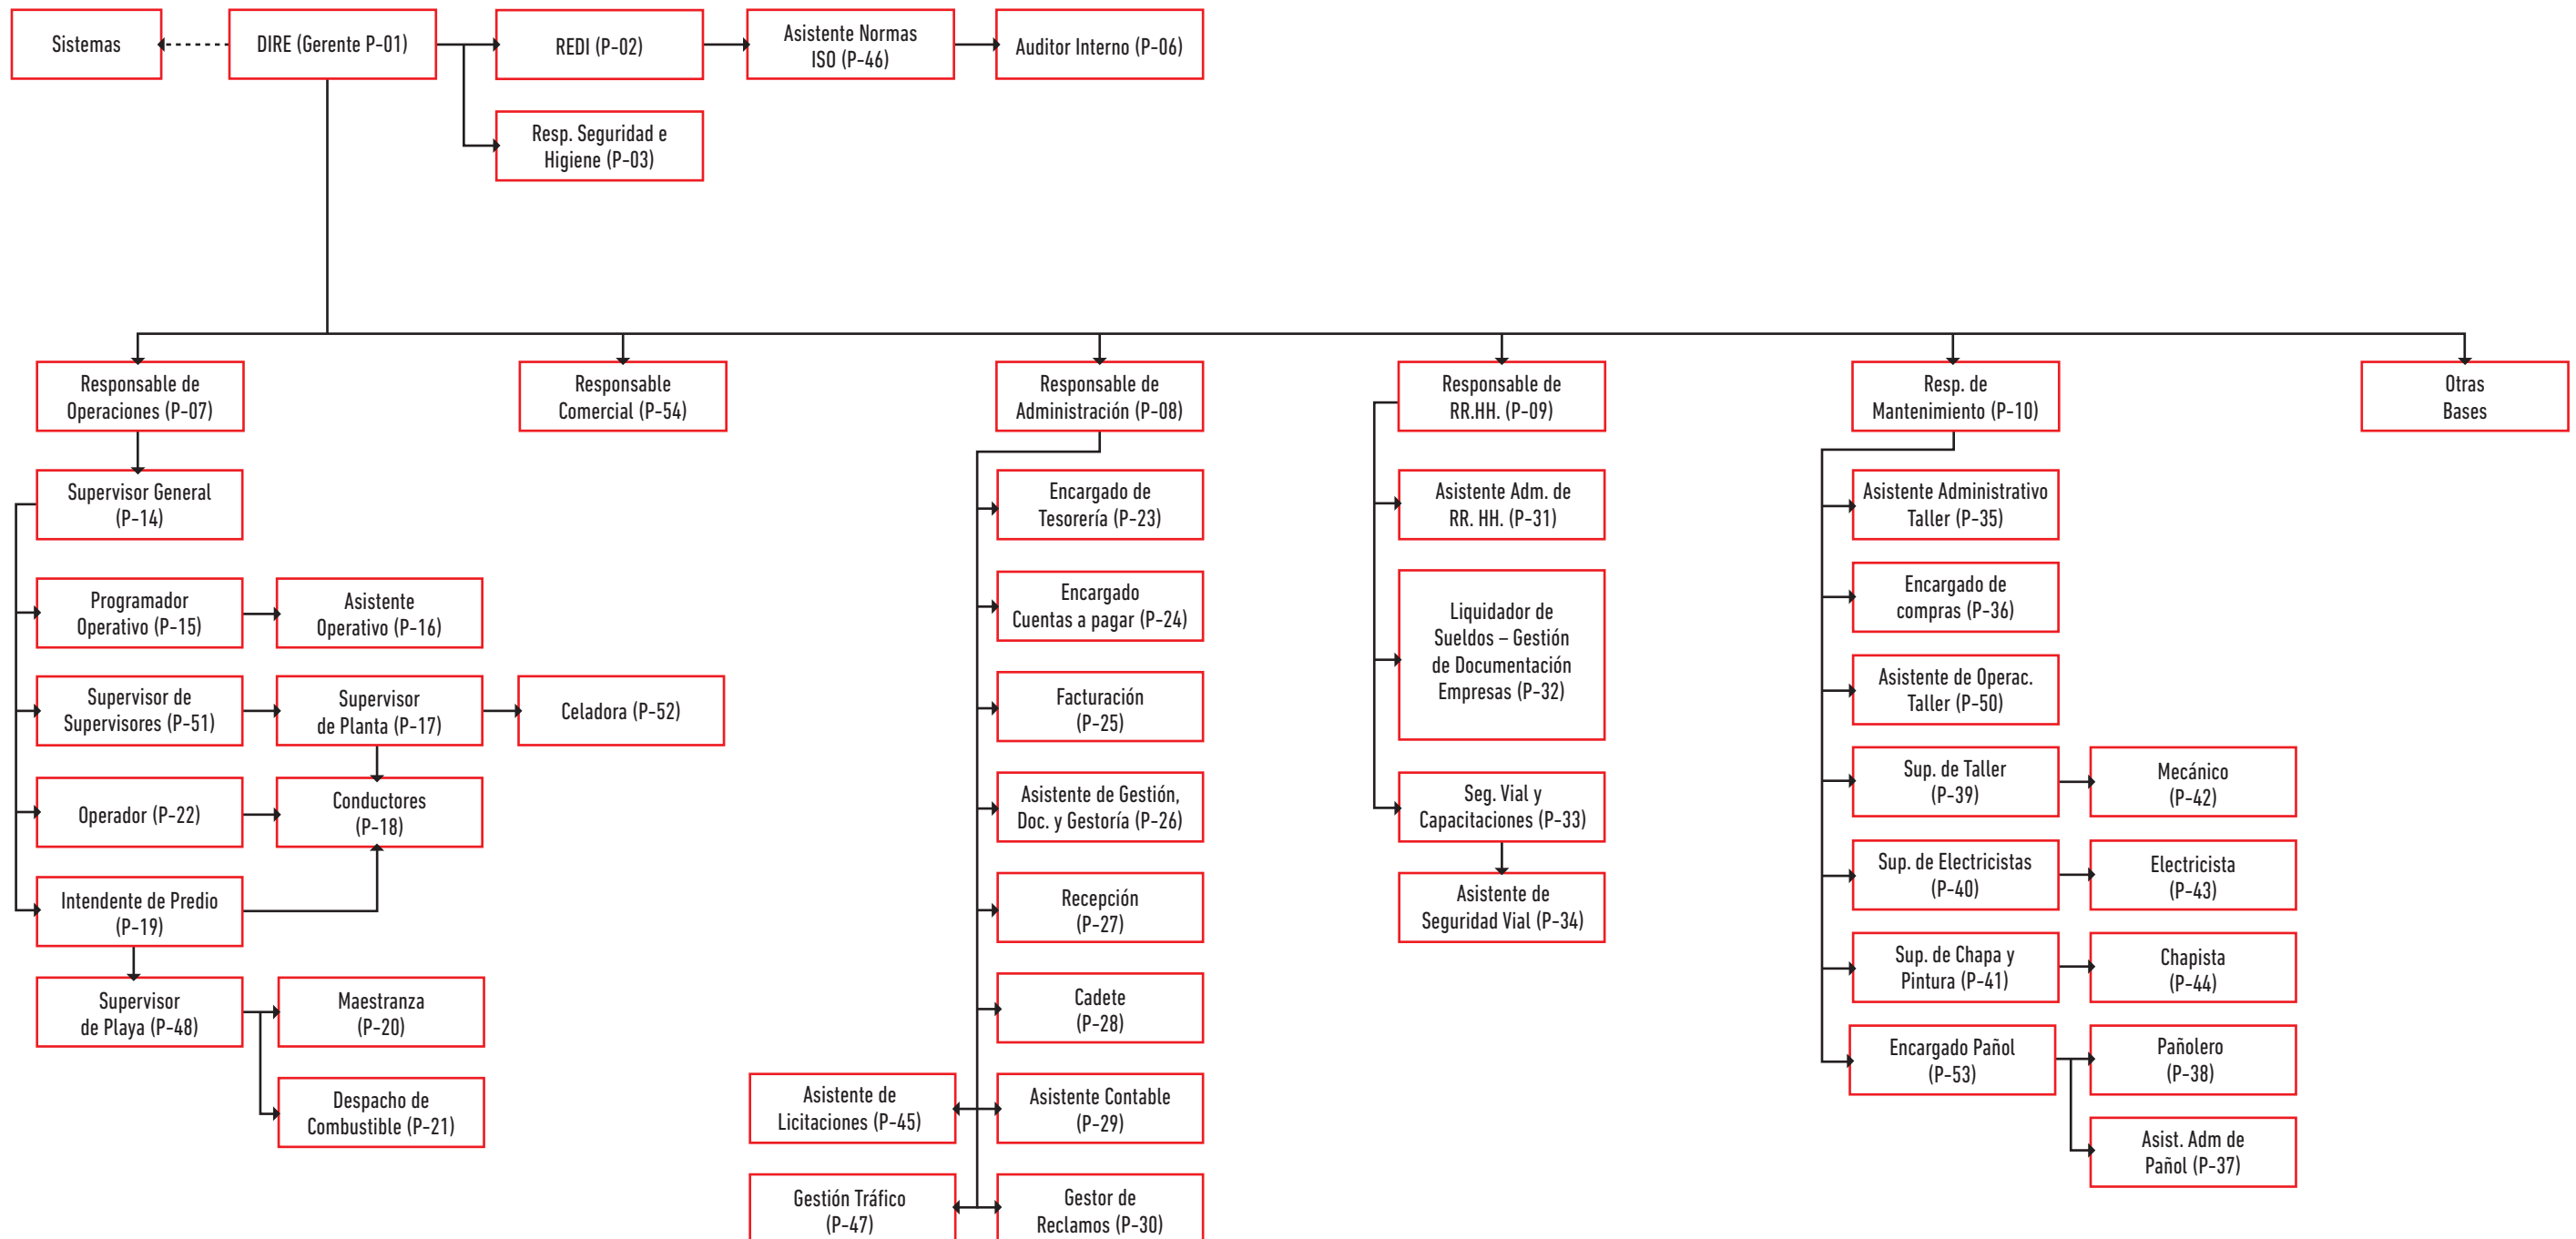 Sistemas
DIRE (Gerente P-01)
REDI (P-02)
Asistente Normas
ISO (P-46)
Auditor Interno (P-06)
Resp. Seguridad e
Higiene (P-03)
Responsable de
Operaciones (P-07)
Responsable
Comercial (P-54)
Responsable de
Administración (P-08)
Responsable de
RR.HH. (P-09)
Resp. de
Mantenimiento (P-10)
Otras
Bases
Supervisor General
(P-14)
Programador
Operativo (P-15)
Asistente
Operativo (P-16)
Supervisor de
Supervisores (P-51)
Supervisor
de Planta (P-17)
Celadora (P-52)
Operador (P-22)
Conductores
(P-18)
Intendente de Predio
(P-19)
Supervisor
de Playa (P-48)
Maestranza
(P-20)
Despacho de
Combustible (P-21)
Encargado de
Tesorería (P-23)
Encargado
Cuentas a pagar (P-24)
Facturación
(P-25)
Asistente de Gestión,
Doc. y Gestoría (P-26)
Recepción
(P-27)
Cadete
(P-28)
Asistente de
Licitaciones (P-45)
Asistente Contable
(P-29)
Gestión Tráfico
(P-47)
Gestor de
Reclamos (P-30)
Asistente Adm. de
RR. HH. (P-31)
Liquidador de
Sueldos – Gestión
de Documentación
Empresas (P-32)
Seg. Vial y
Capacitaciones (P-33)
Asistente de
Seguridad Vial (P-34)
Asistente Administrativo
Taller (P-35)
Encargado de
compras (P-36)
Asistente de Operac.
Taller (P-50)
Sup. de Taller
(P-39)
Mecánico
(P-42)
Sup. de Electricistas
(P-40)
Electricista
(P-43)
Sup. de Chapa y
Pintura (P-41)
Chapista
(P-44)
Encargado Pañol
(P-53)
Pañolero
(P-38)
Asist. Adm de
Pañol (P-37)